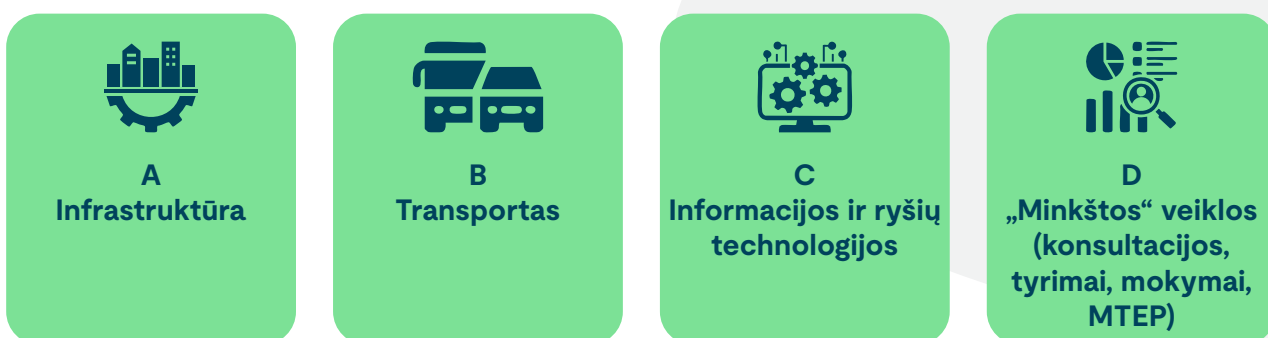 A
Infrastruktūra
B
Transportas
C
Informacijos ir ryšių
technologijos
D
„Minkštos“ veiklos
(konsultacijos,
tyrimai, mokymai,
MTEP)